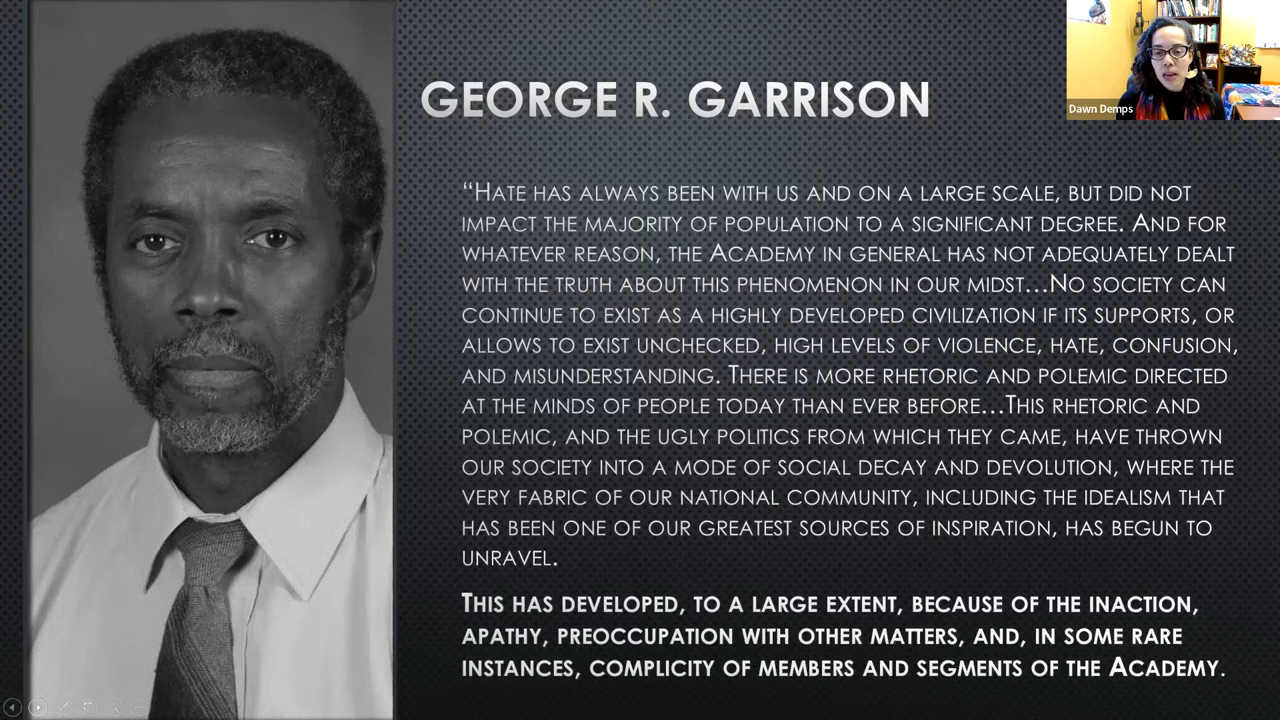 GEORGE R. GARRISON
Dawn Demps
“Hate has always been with us and on a large scale, but did not
impact the majority of population to a significant degree. And for
whatever reason, the Academy in general has not adequately dealt
with the truth about this phenomenon in our midst...No society can
continue to exist as a highly developed civilization if its supports, or
allows to exist unchecked, high levels of violence, hate, confusion,
and misunderstanding. There is more rhetoric and polemic directed
at the minds of people today than ever before...This rhetoric and
polemic, and the ugly politics from which they came, have thrown
our society into a mode of social decay and devolution, where the
very fabric of our national community, including the idealism that
has been one of our greatest sources of inspiration, has begun to
unravel.
This has developed, to a large extent, because of the inaction,
apathy, preoccupation with other matters, and, in some rare
instances, complicity of members and segments of the Academy.